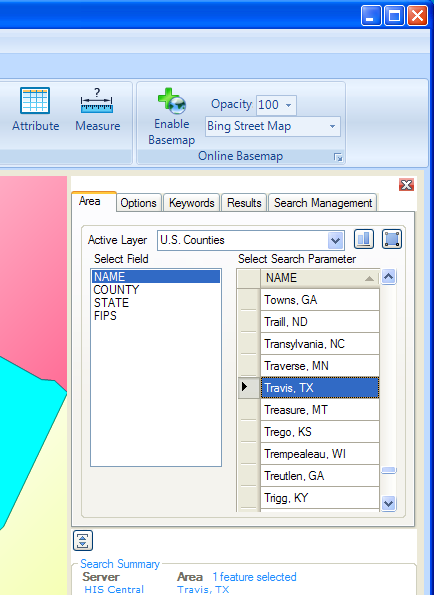 ?
Attribute
Measure
Enable
Basemap
Opacity 100
Bing Street Map
Online Basemap
Area
Options
Keywords
Results
Search Management
Active Layer
U.S. Counties
Select Field
Select Search Parameter
NAME
COUNTY
STATE
FIPS
NAME
Towns, GA
Traill, ND
Transylvania, NC
Traverse, MN
Travis, TX
Treasure, MT
Trego, KS
Trempealeau, WI
Treutlen, GA
Trigg, KY
Search Summary
Server
Area
1 feature selected
HIS Central
Travis, TX